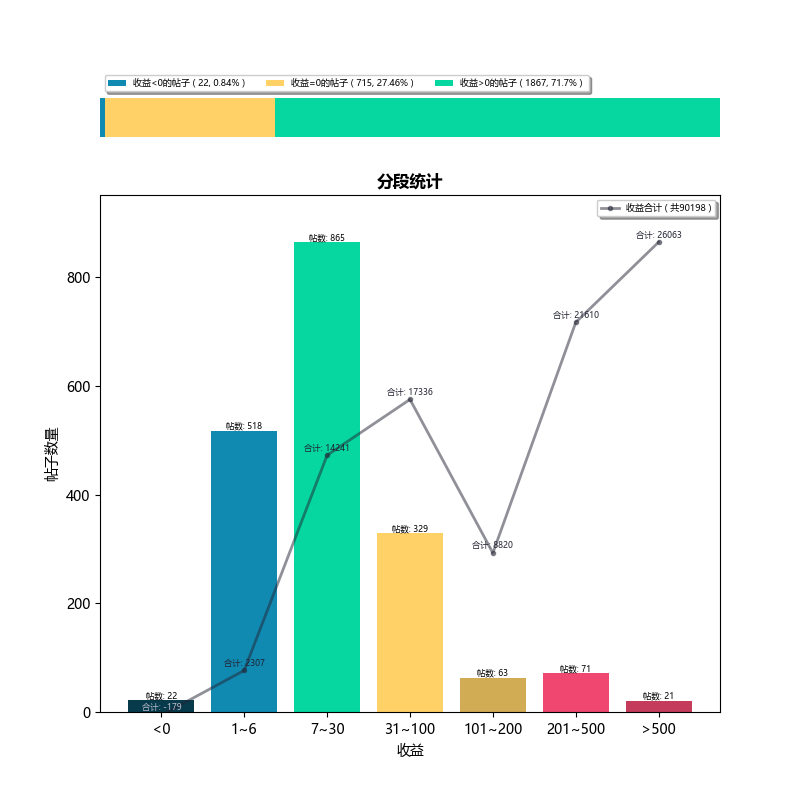 收益<0的帖子 ( 22, 0.84% ) 收益=0的帖子 ( 715, 27.46% ) 收益>0的帖子 ( 1867, 71.7% )
分段统计
收益合计 ( 共90198 )
合计: 26063
帖数: 865
800
合计: 21610
合计: 17336
600
帖子数量
帖数: 518
合计: 14241
400
帖数: 329
合计: 8820
200
合计: 2307
帖数: 63
帖数: 71
帖数: 22
帖数: 21
合计: -179
0
<0 1~6 7~30 31~100 101~200 201~500 >500
收益